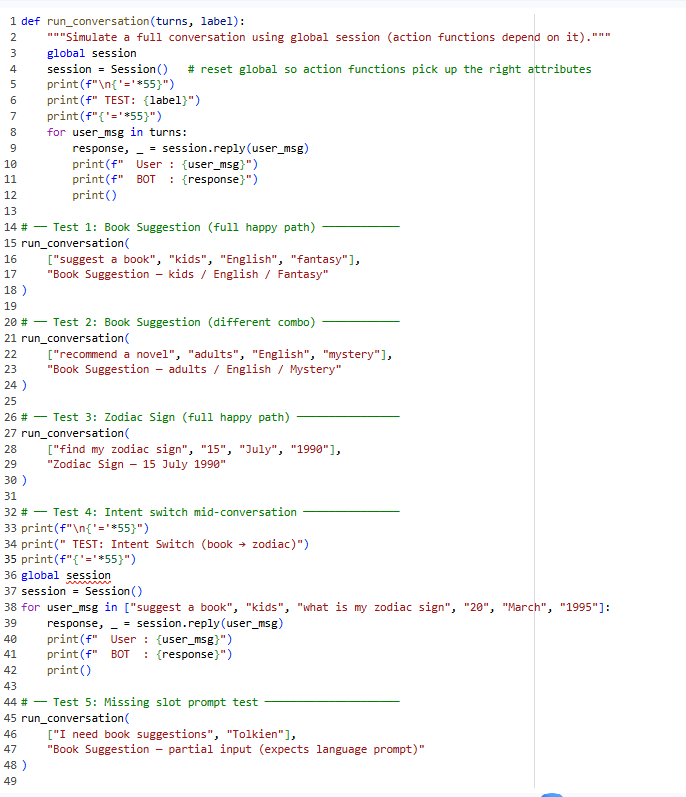 1 def run_conversation(turns, label):
2     """Simulate a full conversation using global session (action functions depend on it)."""
3     global session
4     session = Session()   # reset global so action functions pick up the right attributes
5     print(f"\n{'='*55}")
6     print(f" TEST: {label}")
7     print(f"{'='*55}")
8     for user_msg in turns:
9         response, _ = session.reply(user_msg)
10         print(f"  User : {user_msg}")
11         print(f"  BOT  : {response}")
12         print()
13
14 # ── Test 1: Book Suggestion (full happy path) ────────────
15 run_conversation(
16     ["suggest a book", "kids", "English", "fantasy"],
17     "Book Suggestion – kids / English / Fantasy"
18 )
19
20 # ── Test 2: Book Suggestion (different combo) ────────────
21 run_conversation(
22     ["recommend a novel", "adults", "English", "mystery"],
23     "Book Suggestion – adults / English / Mystery"
24 )
25
26 # ── Test 3: Zodiac Sign (full happy path) ────────────────
27 run_conversation(
28     ["find my zodiac sign", "15", "July", "1990"],
29     "Zodiac Sign – 15 July 1990"
30 )
31
32 # ── Test 4: Intent switch mid-conversation ───────────────
33 print(f"\n{'='*55}")
34 print(" TEST: Intent Switch (book → zodiac)")
35 print(f"{'='*55}")
36 global session
37 session = Session()
38 for user_msg in ["suggest a book", "kids", "what is my zodiac sign", "20", "March", "1995"]:
39     response, _ = session.reply(user_msg)
40     print(f"  User : {user_msg}")
41     print(f"  BOT  : {response}")
42     print()
43
44 # ── Test 5: Missing slot prompt test ─────────────────────
45 run_conversation(
46     ["I need book suggestions", "Tolkien"],
47     "Book Suggestion – partial input (expects language prompt)"
48 )
49